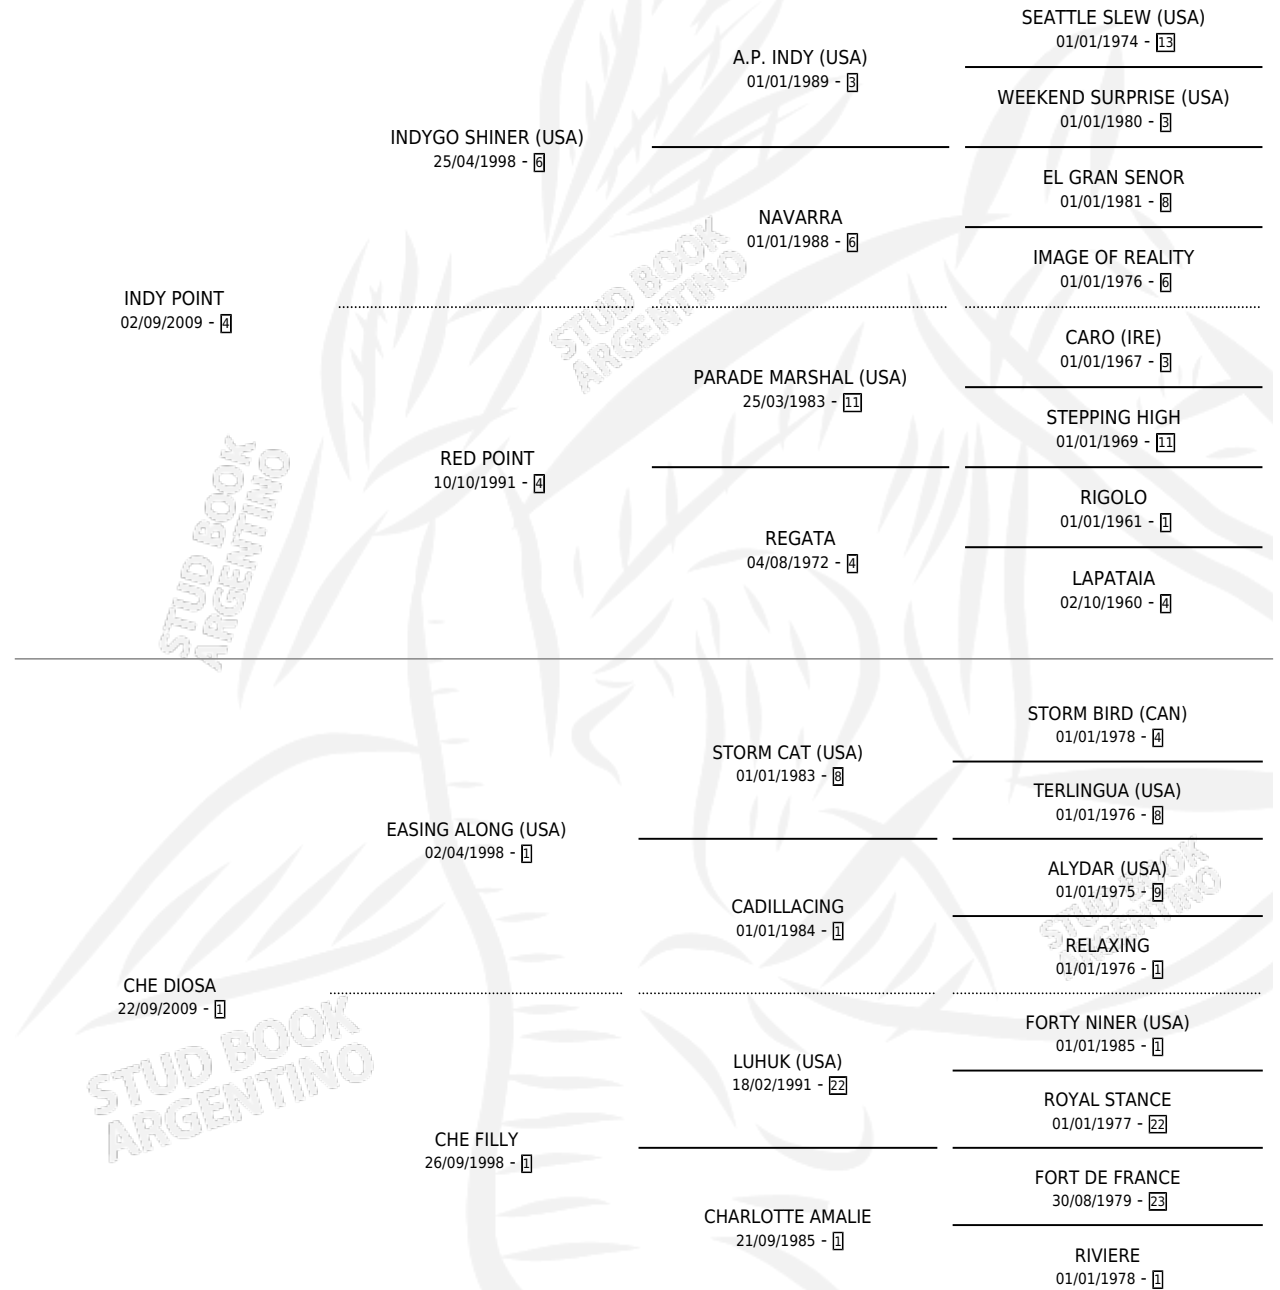 SEATTLE SLEW (USA)
01/01/1974 - 13
A.P. INDY (USA)
01/01/1989 - 3
WEEKEND SURPRISE (USA)
01/01/1980 - 3
INDYGO SHINER (USA)
25/04/1998 - 6
EL GRAN SENOR
01/01/1981 - 8
NAVARRA
01/01/1988 - 6
IMAGE OF REALITY
01/01/1976 - 6
INDY POINT
02/09/2009 - 4
CARO (IRE)
01/01/1967 - 3
PARADE MARSHAL (USA)
25/03/1983 - 11
STEPPING HIGH
01/01/1969 - 11
RED POINT
10/10/1991 - 4
RIGOLO
01/01/1961 - 1
REGATA
04/08/1972 - 4
LAPATAIA
02/10/1960 - 4
STORM BIRD (CAN)
01/01/1978 - 4
STORM CAT (USA)
01/01/1983 - 8
TERLINGUA (USA)
01/01/1976 - 8
EASING ALONG (USA)
02/04/1998 - 1
ALYDAR (USA)
01/01/1975 - 9
CADILLACING
01/01/1984 - 1
RELAXING
01/01/1976 - 1
CHE DIOSA
22/09/2009 - 1
FORTY NINER (USA)
01/01/1985 - 1
LUHUK (USA)
18/02/1991 - 22
ROYAL STANCE
01/01/1977 - 22
CHE FILLY
26/09/1998 - 1
FORT DE FRANCE
30/08/1979 - 23
CHARLOTTE AMALIE
21/09/1985 - 1
RIVIERE
01/01/1978 - 1
STUD BOOK
ARGENTINO
STUD BOOK
ARGENTINO
STUD BOOK
ARGENTINO
STUD BOOK
ARGENTINO